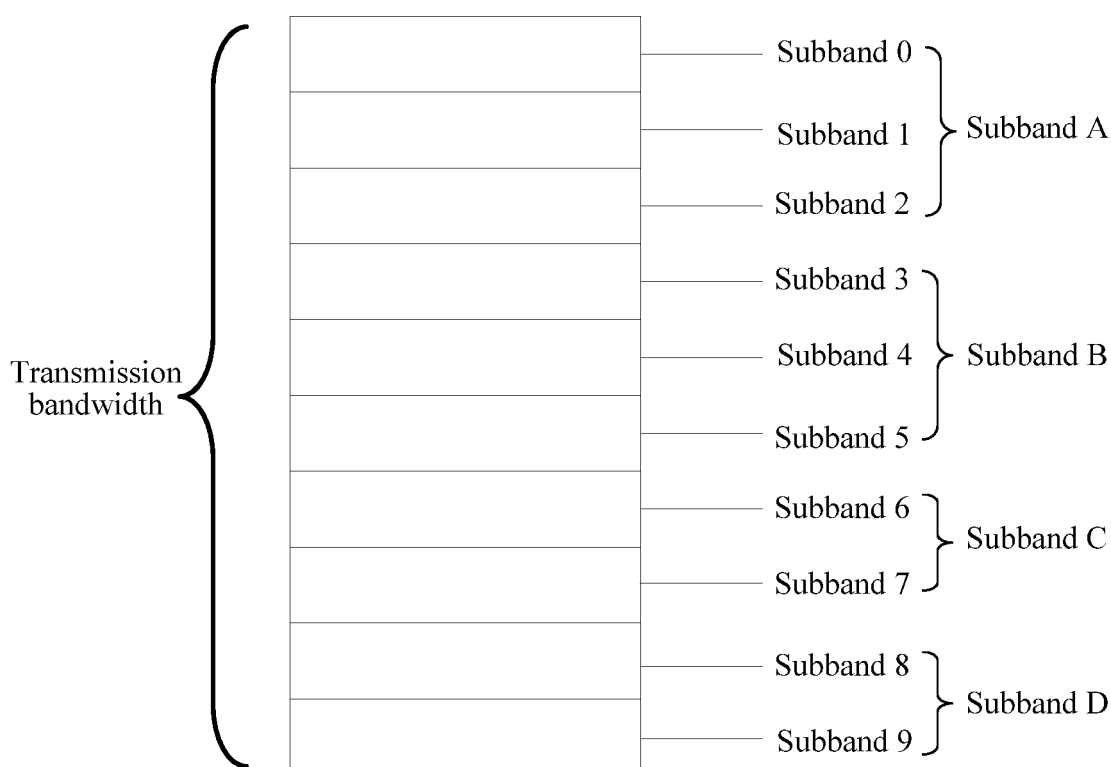 Transmission
bandwidth
Subband 0
Subband 1
Subband 2
Subband A
Subband 3
Subband 4
Subband 5
Subband B
Subband 6
Subband 7
Subband C
Subband 8
Subband 9
Subband D